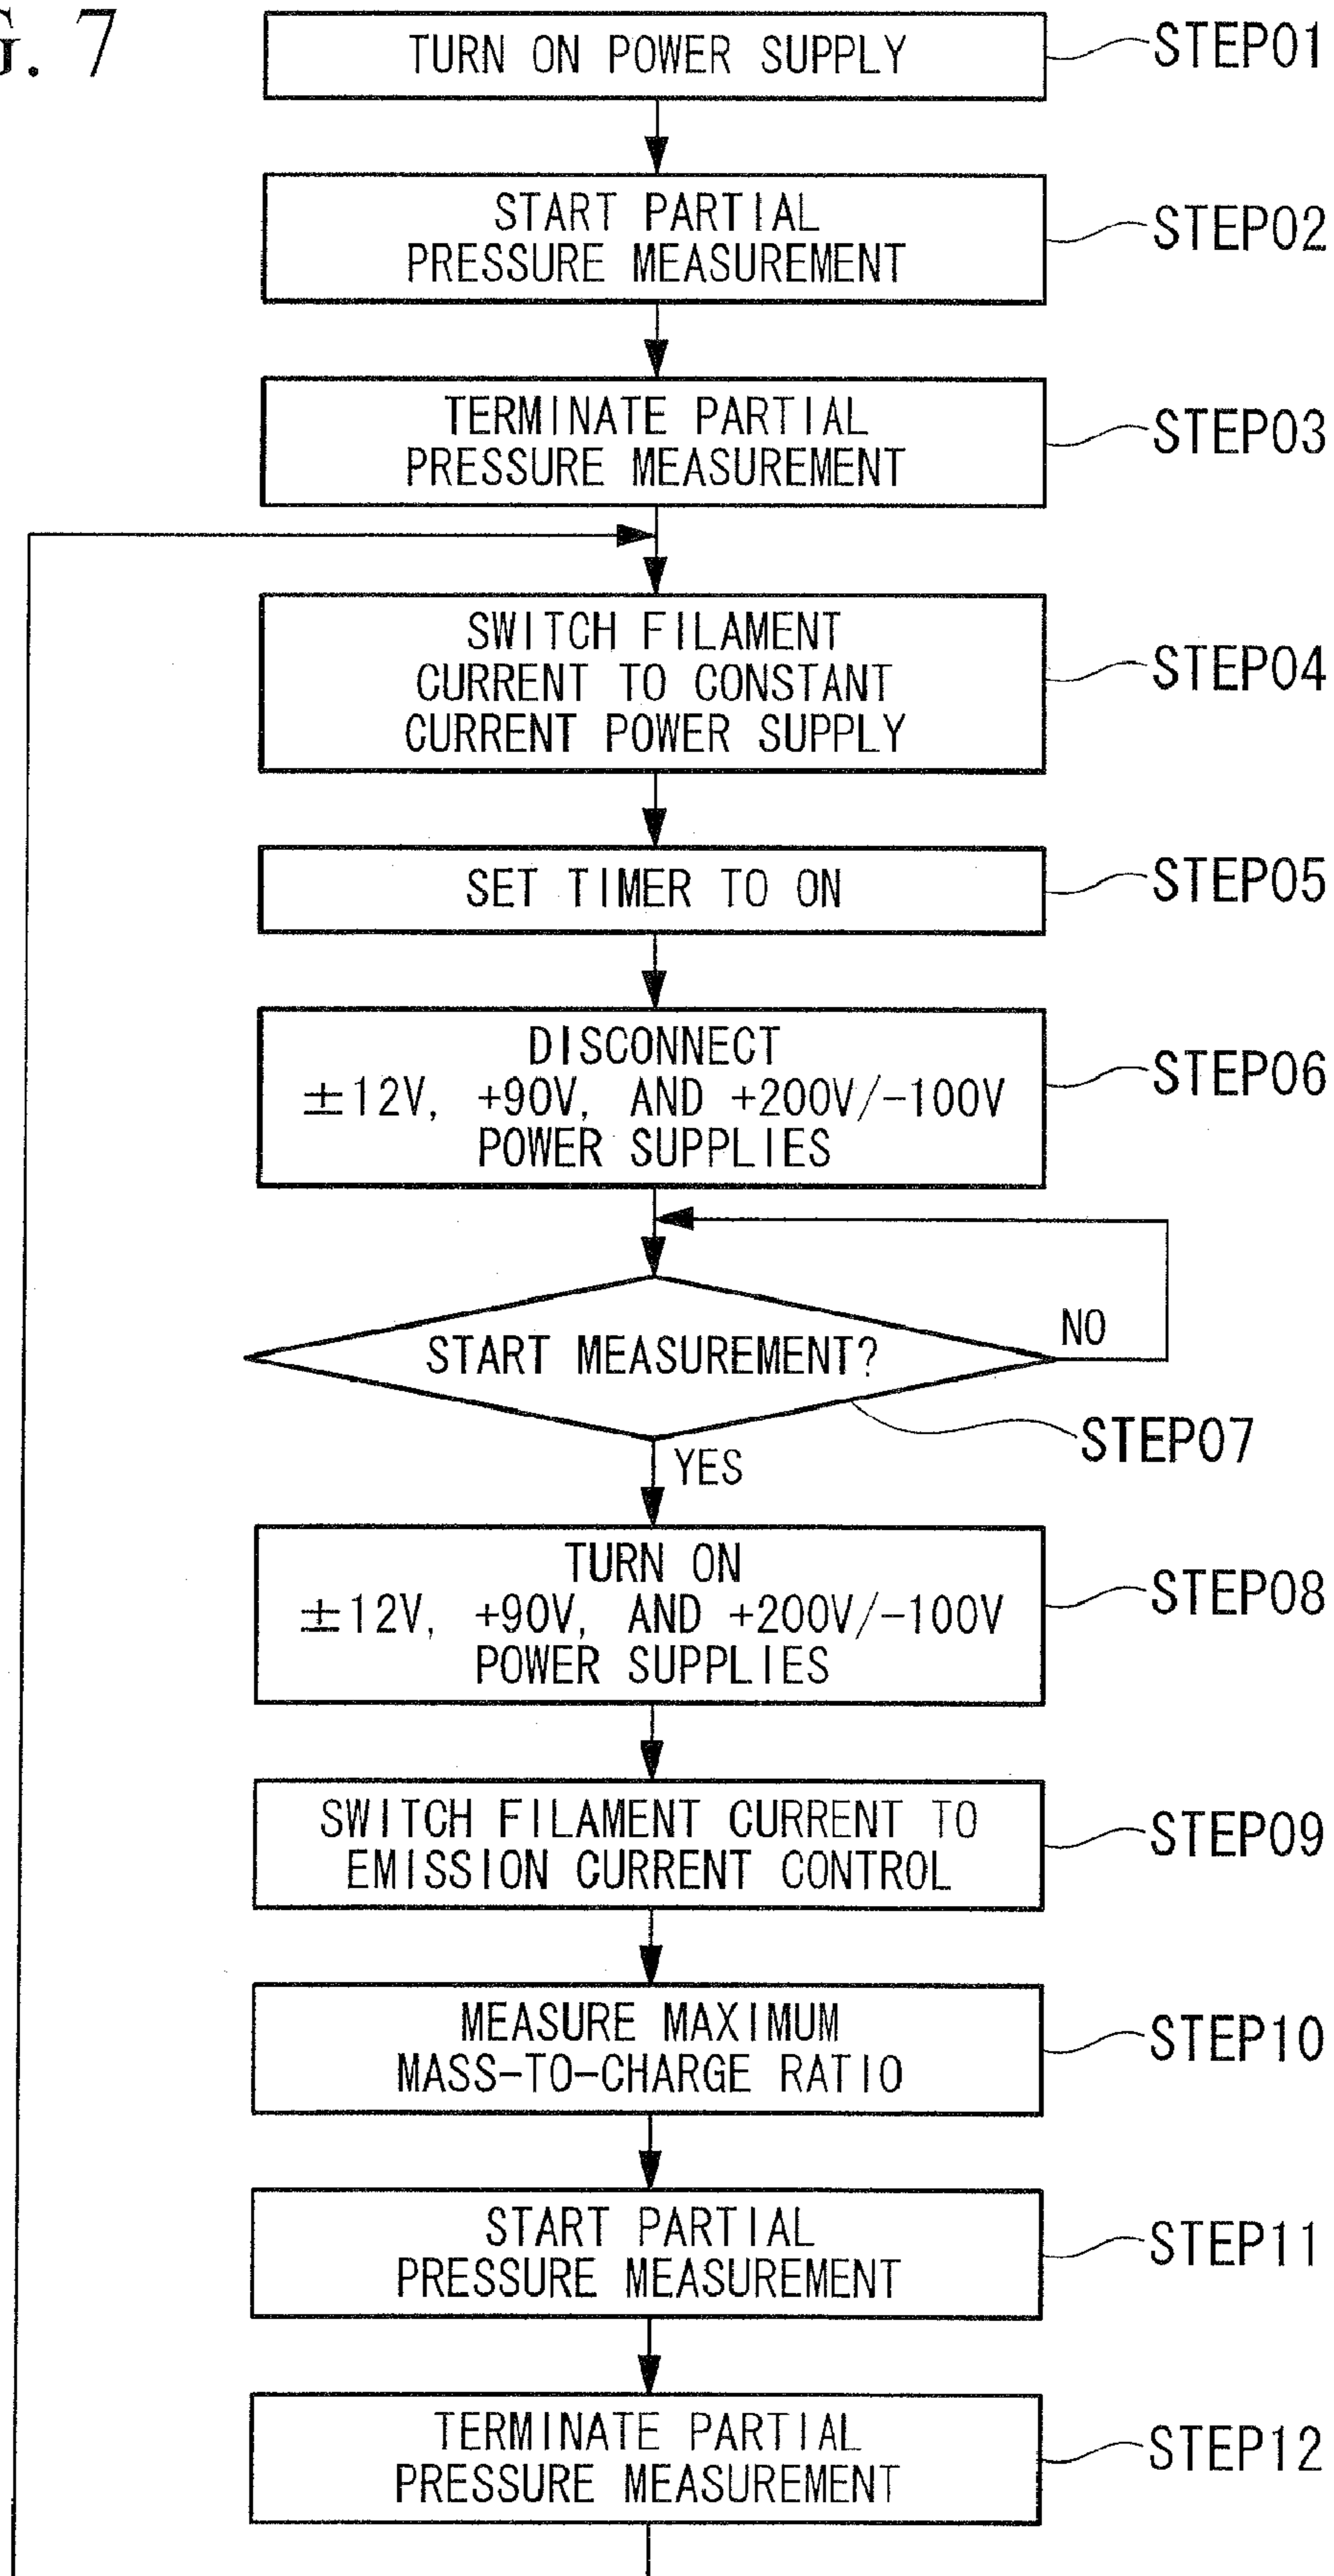 G. 7
TURN ON POWER SUPPLY
STEP01
START PARTIAL
PRESSURE MEASUREMENT
STEP02
TERMINATE PARTIAL
PRESSURE MEASUREMENT
STEP03
SWITCH FILAMENT
CURRENT TO CONSTANT
CURRENT POWER SUPPLY
STEP04
SET TIMER TO ON
STEP05
DISCONNECT
±12V, +90V, AND +200V/-100V
POWER SUPPLIES
STEP06
START MEASUREMENT?
NO
STEP07
YES
TURN ON
±12V, +90V, AND +200V/-100V
POWER SUPPLIES
STEP08
SWITCH FILAMENT CURRENT TO
EMISSION CURRENT CONTROL
STEP09
MEASURE MAXIMUM
MASS-TO-CHARGE RATIO
STEP10
START PARTIAL
PRESSURE MEASUREMENT
STEP11
TERMINATE PARTIAL
PRESSURE MEASUREMENT
STEP12